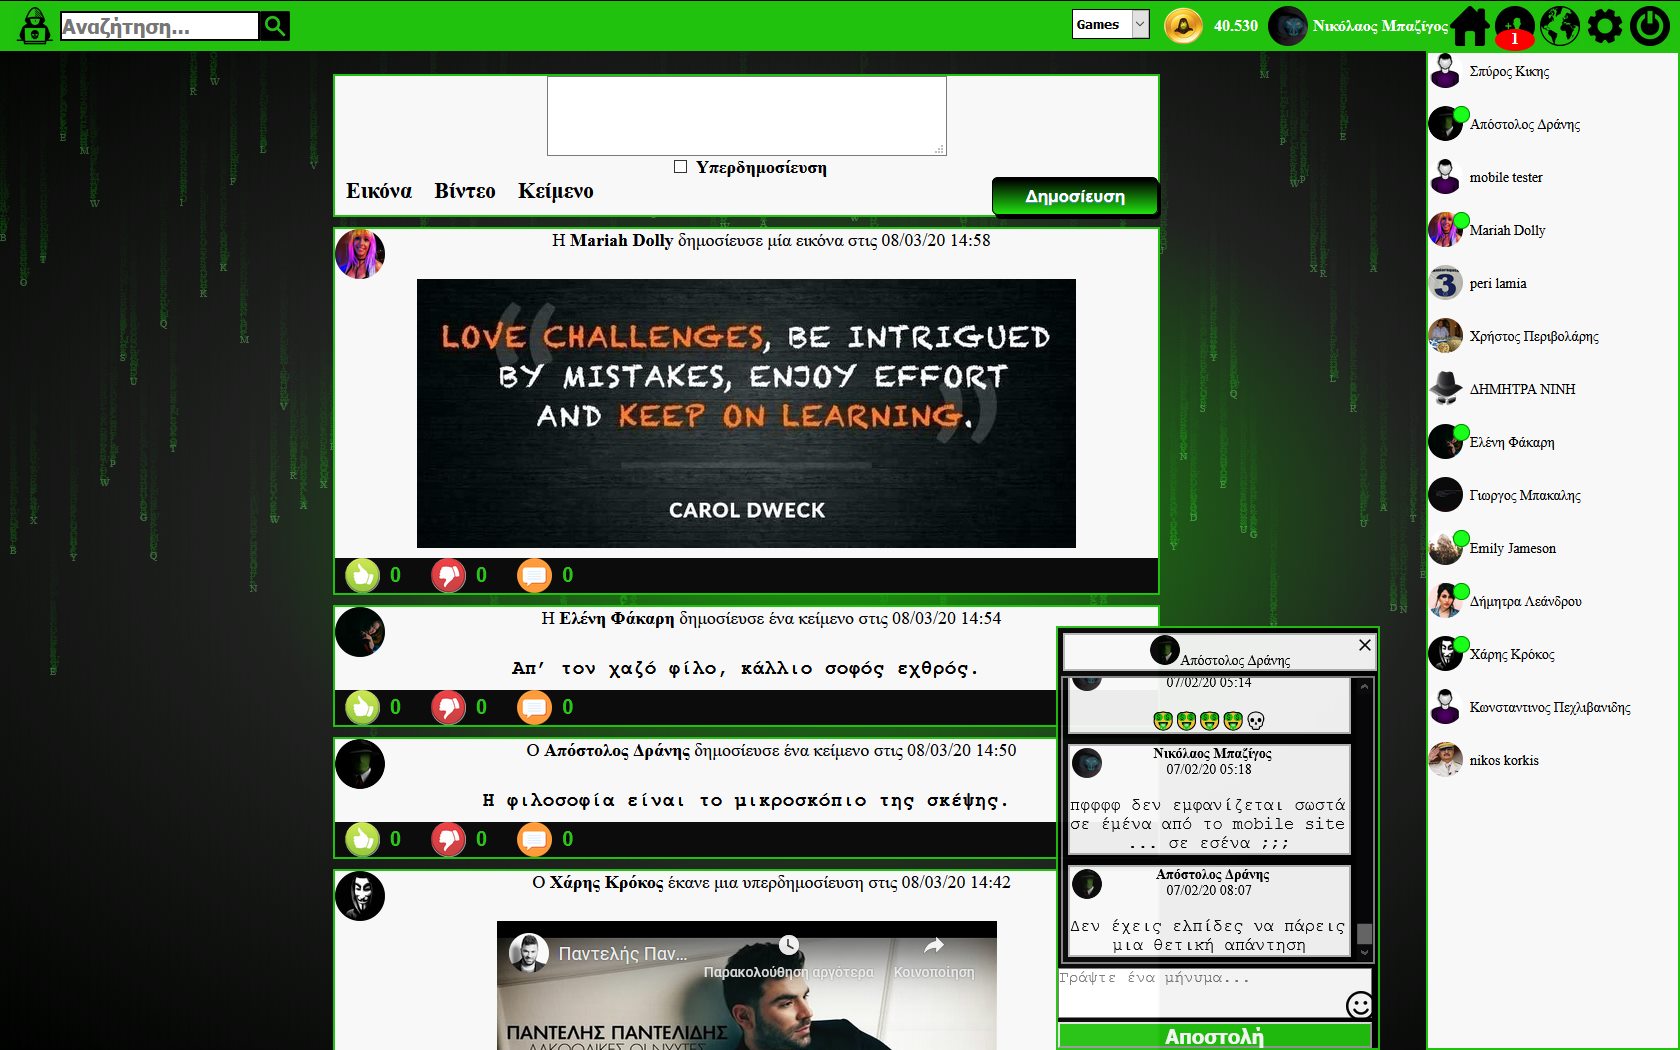 Αναζήτηση...
Games
40.530
Νικόλαος Μπαζίγος
1
Υπερδημοσίευση
Εικόνα Βίντεο Κείμενο
Δημοσίευση
Η Mariah Dolly δημοσίευσε μία εικόνα στις 08/03/20 14:58
“LOVE CHALLENGES, BE INTRIGUED
BY MISTAKES, ENJOY EFFORT
AND KEEP ON LEARNING.”
CAROL DWECK
0 0 0
Η Ελένη Φάκαρη δημοσίευσε ένα κείμενο στις 08/03/20 14:54
Απ’ τον χαζό φίλο, κάλλιο σοφός εχθρός.
0 0 0
Ο Απόστολος Δράνης δημοσίευσε ένα κείμενο στις 08/03/20 14:50
Η φιλοσοφία είναι το μικροσκόπιο της σκέψης.
0 0 0
Ο Χάρης Κρόκος έκανε μια υπερδημοσίευση στις 08/03/20 14:42
Παντελής Παν...
Παρακολούθηση αργότερα
Κοινοποίηση
ΠΑΝΤΕΛΗΣ ΠΑΝΤΕΛΙΔΗΣ
Απόστολος Δράνης
07/02/20 05:14
Νικόλαος Μπαζίγος
07/02/20 05:18
πφφφφ δεν εμφανίζεται σωστά
σε έμένα από το mobile site
... σε εσένα ;;;
Απόστολος Δράνης
07/02/20 08:07
Δεν έχεις ελπίδες να πάρεις
μια θετική απάντηση
Γράψτε ένα μήνυμα...
Αποστολή
Σπύρος Κικης
Απόστολος Δράνης
mobile tester
Mariah Dolly
peri lamia
3
Χρήστος Περιβολάρης
ΔΗΜΗΤΡΑ ΝΙΝΗ
Ελένη Φάκαρη
Γιωργος Μπακαλης
Emily Jameson
Δήμητρα Λεάνδρου
Χάρης Κρόκος
Κωνσταντινος Πεχλιβανιδης
nikos korkis